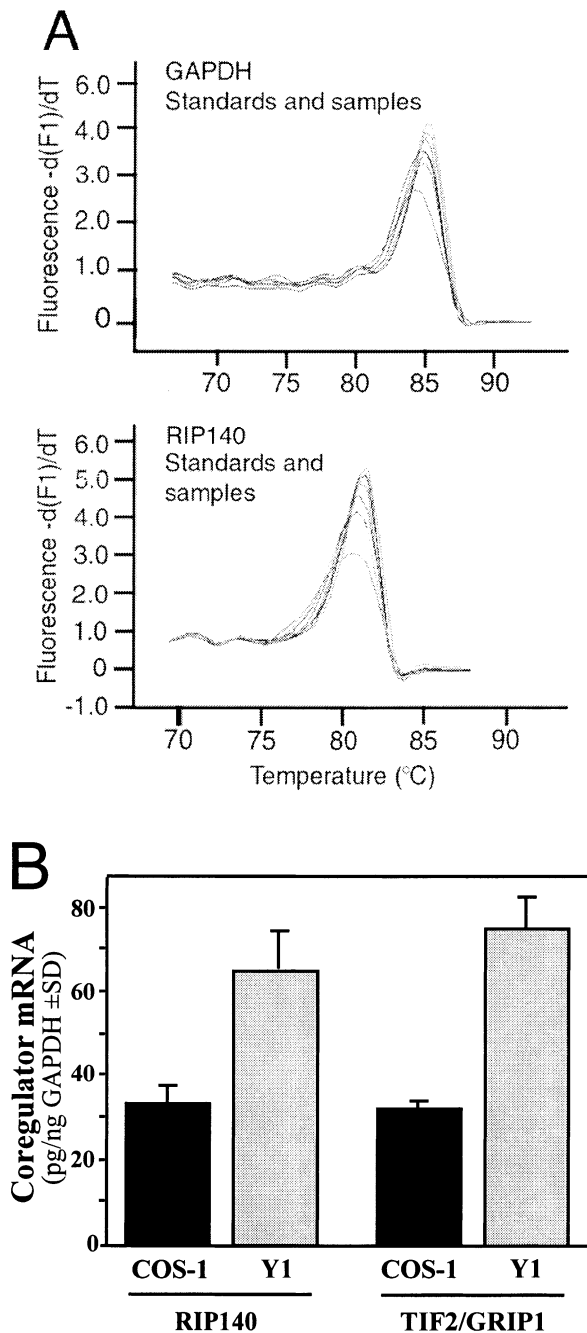 A
GAPDH
Standards and samples
Fluorescence -d(F1)/dT
6.0
4.0
3.0
2.0
1.0
0
70 75 80 85 90
RIP140
Standards and
samples
Fluorescence -d(F1)/dT
6.0
5.0
4.0
3.0
2.0
1.0
0
-1.0
70 75 80 85 90
Temperature (°C)
B
Coregulator mRNA
(pg/ng GAPDH ±SD)
80
60
40
20
0
COS-1 Y1 COS-1 Y1
RIP140 TIF2/GRIP1